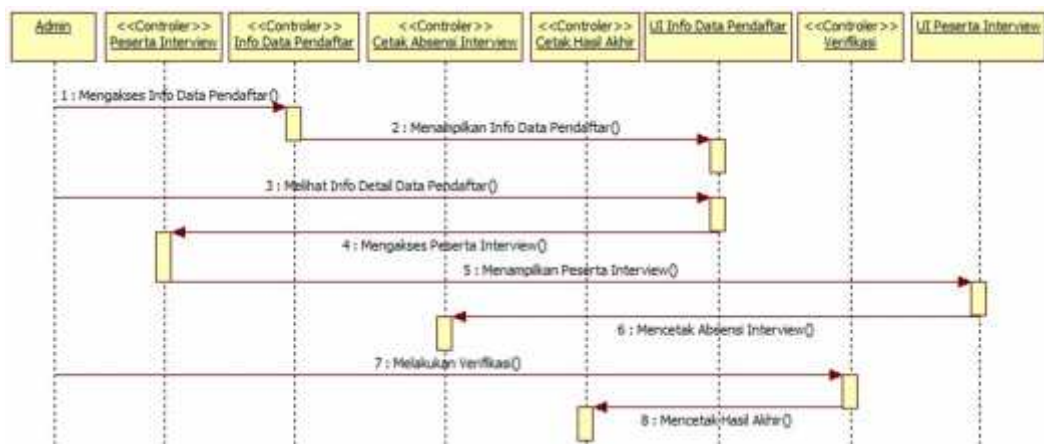 Admin
<<Controler>>
Peserta Interview
<<Controler>>
Info Data Pendaftar
<<Controler>>
Cetak Absensi Interview
<<Controler>>
Cetak Hasil Akhir
UI Info Data Pendaftar
<<Controler>>
Verifikasi
UI Peserta Interview
1 : Mengakses Info Data Pendaftar()
2 : Menampilkan Info Data Pendaftar()
3 : Melihat Info Detail Data Pendaftar()
4 : Mengakses Peserta Interview()
5 : Menampilkan Peserta Interview()
6 : Mencetak Absensi Interview()
7 : Melakukan Verifikasi()
8 : Mencetak Hasil Akhir()